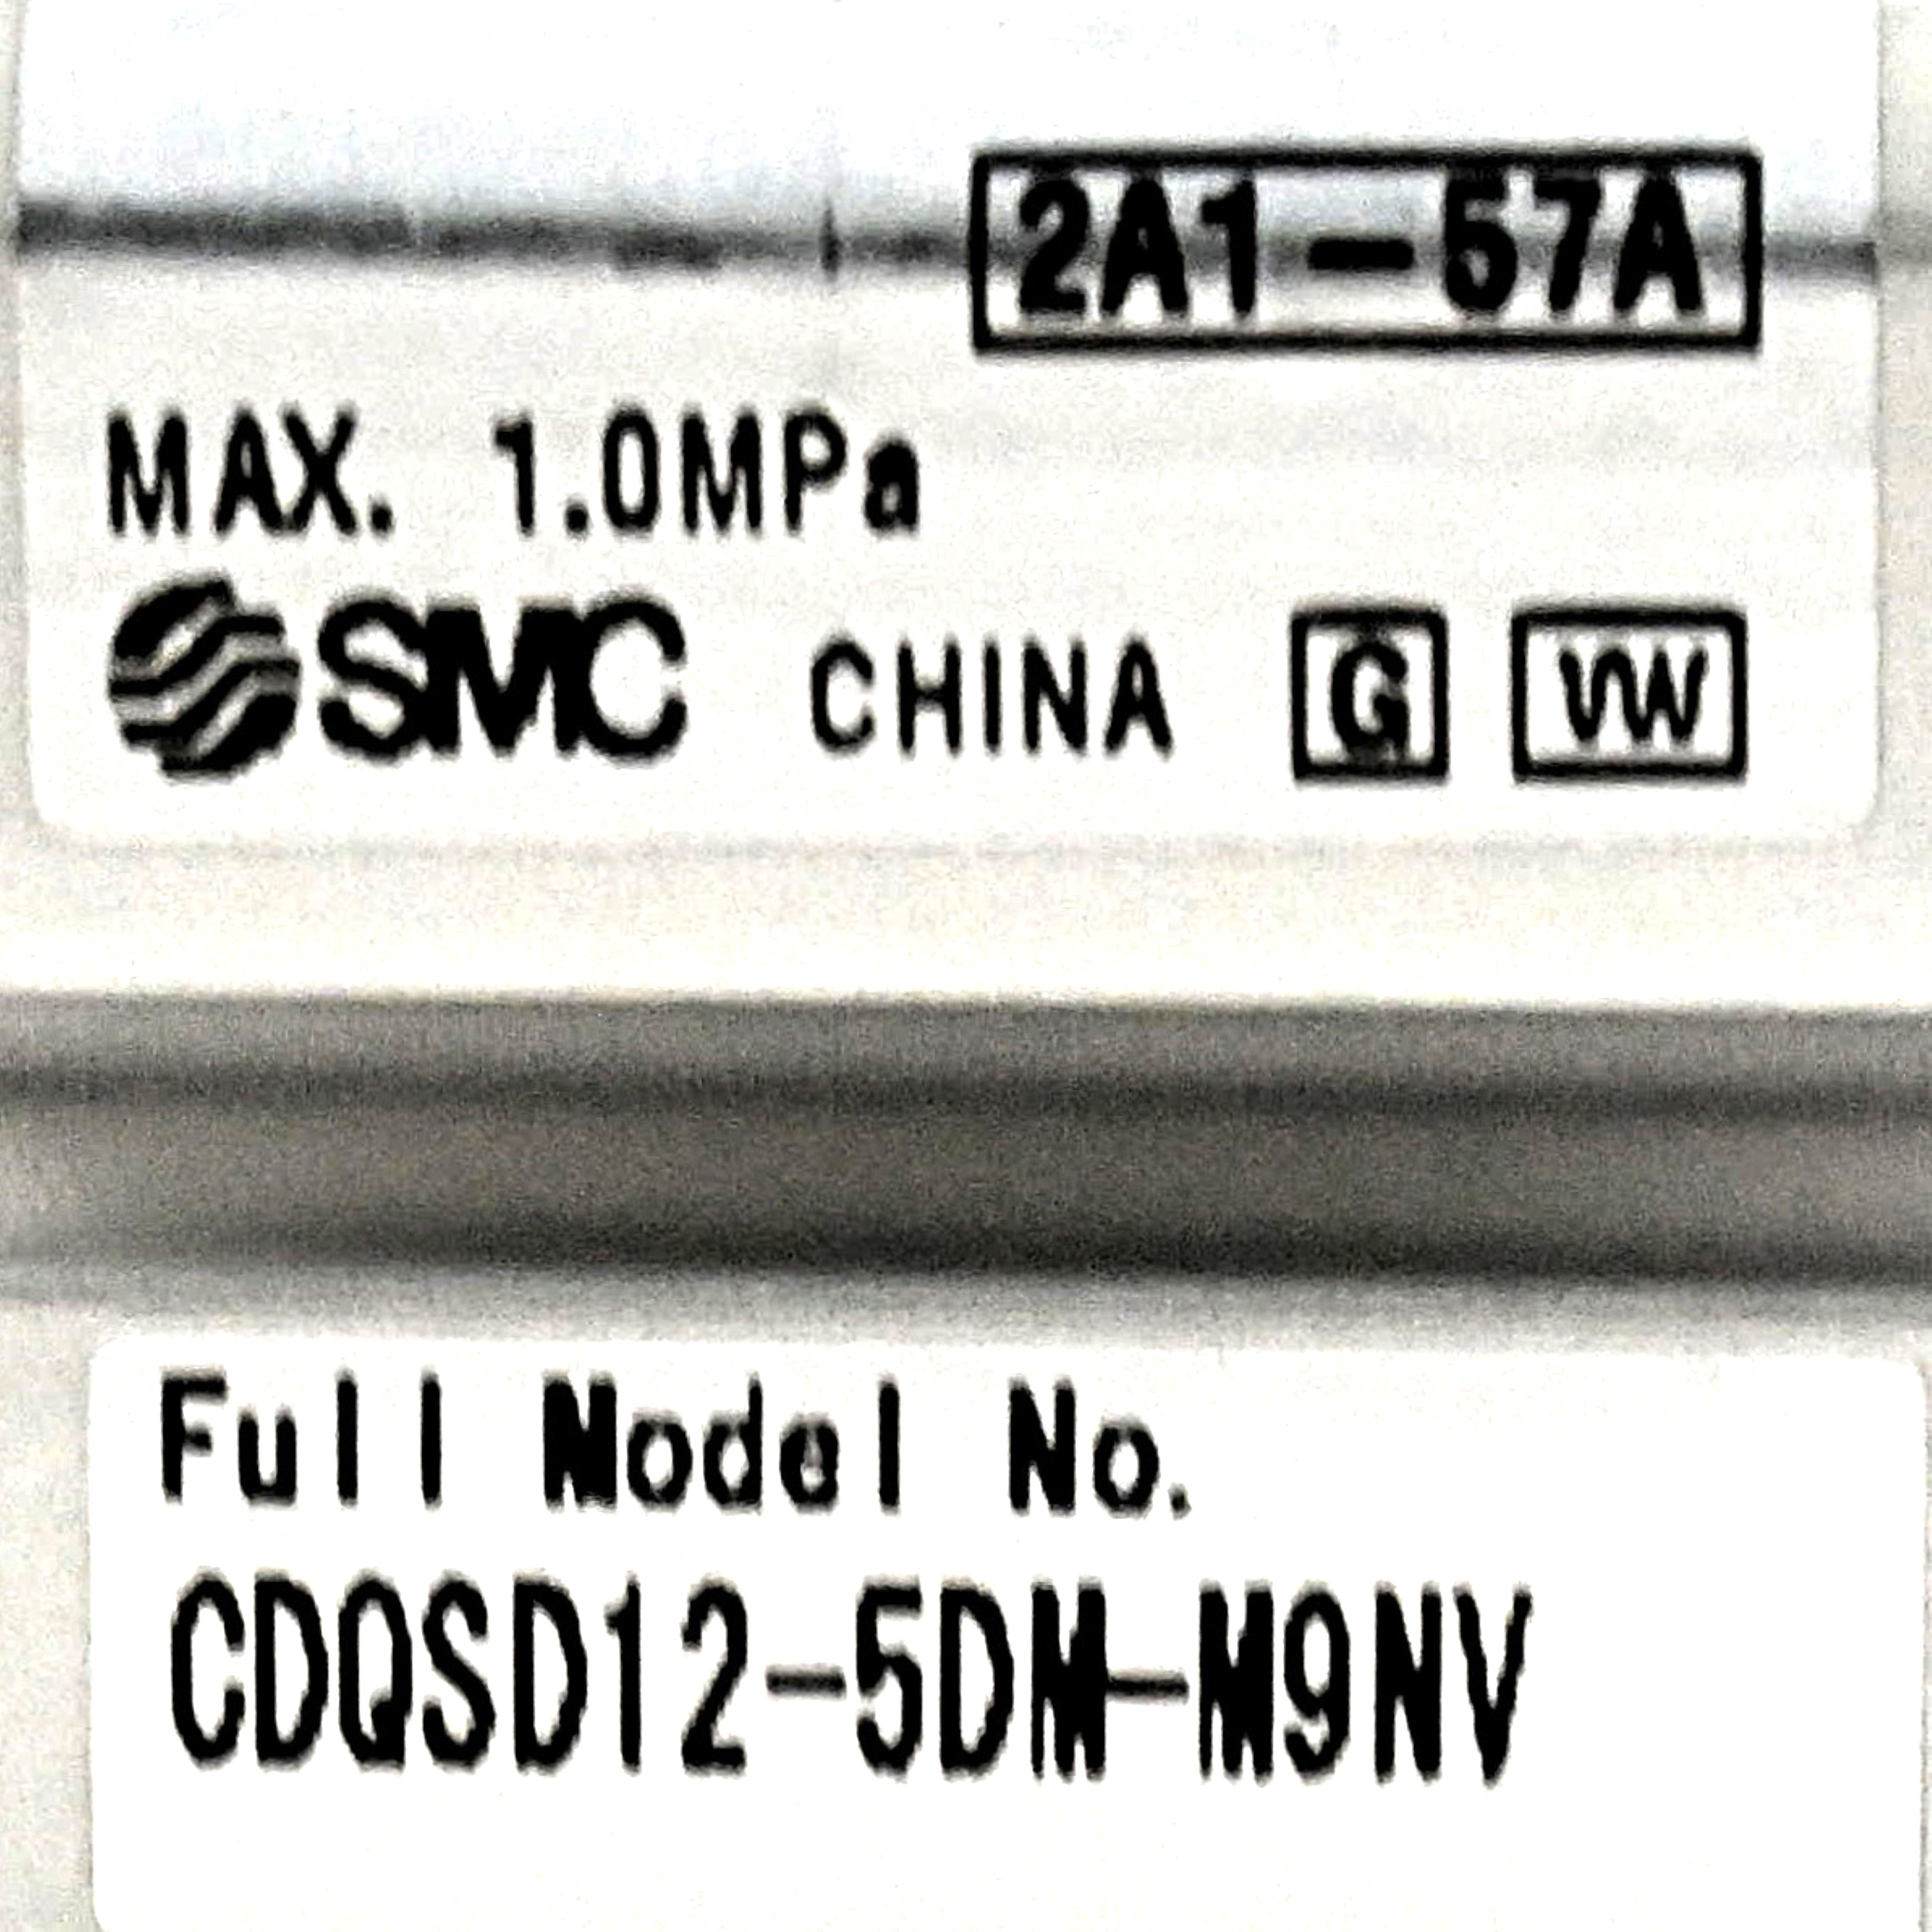 2A1-57A
MAX. 1.0MPa
SMC CHINA G VW
Full Model No.
CDQSD12-5DM-M9NV